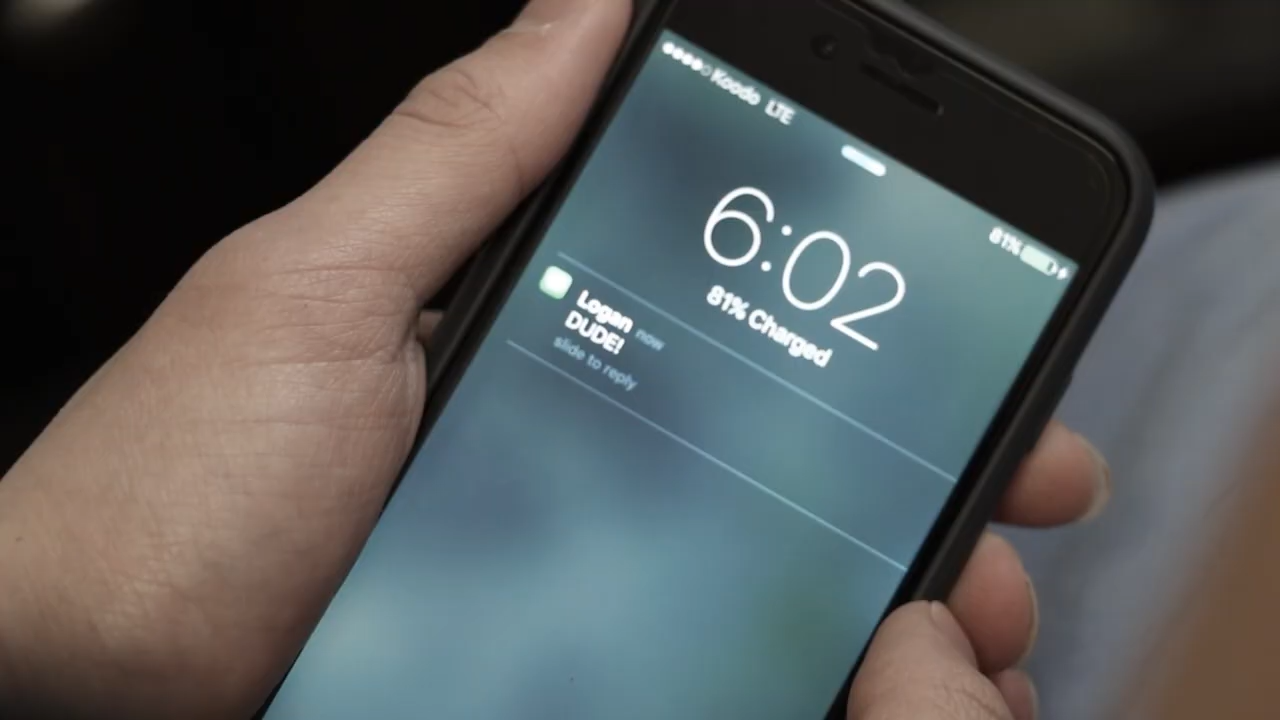 Koodo LTE
81%
6:02
81% Charged
Logan now
DUDE!
slide to reply